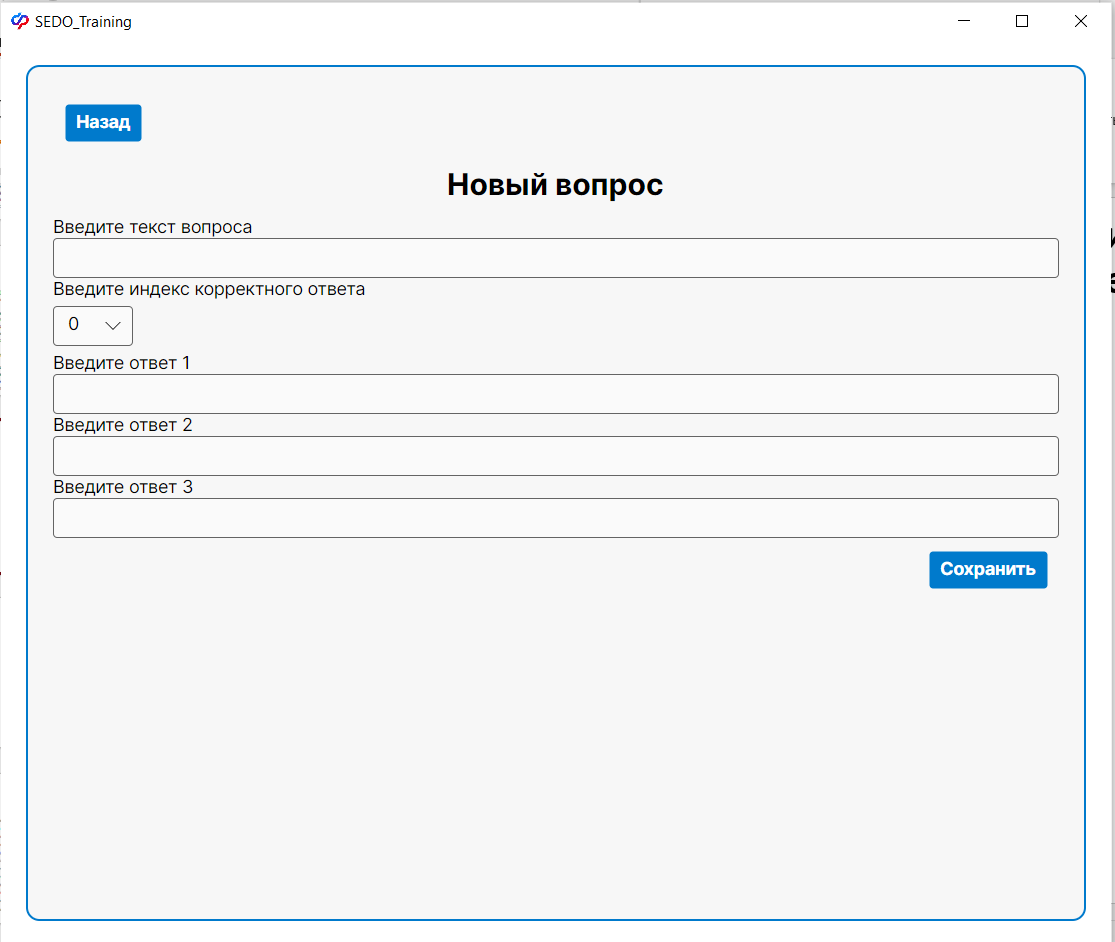 SEDO_Training
Назад
Новый вопрос
Введите текст вопроса
Введите индекс корректного ответа
0
Введите ответ 1
Введите ответ 2
Введите ответ 3
Сохранить